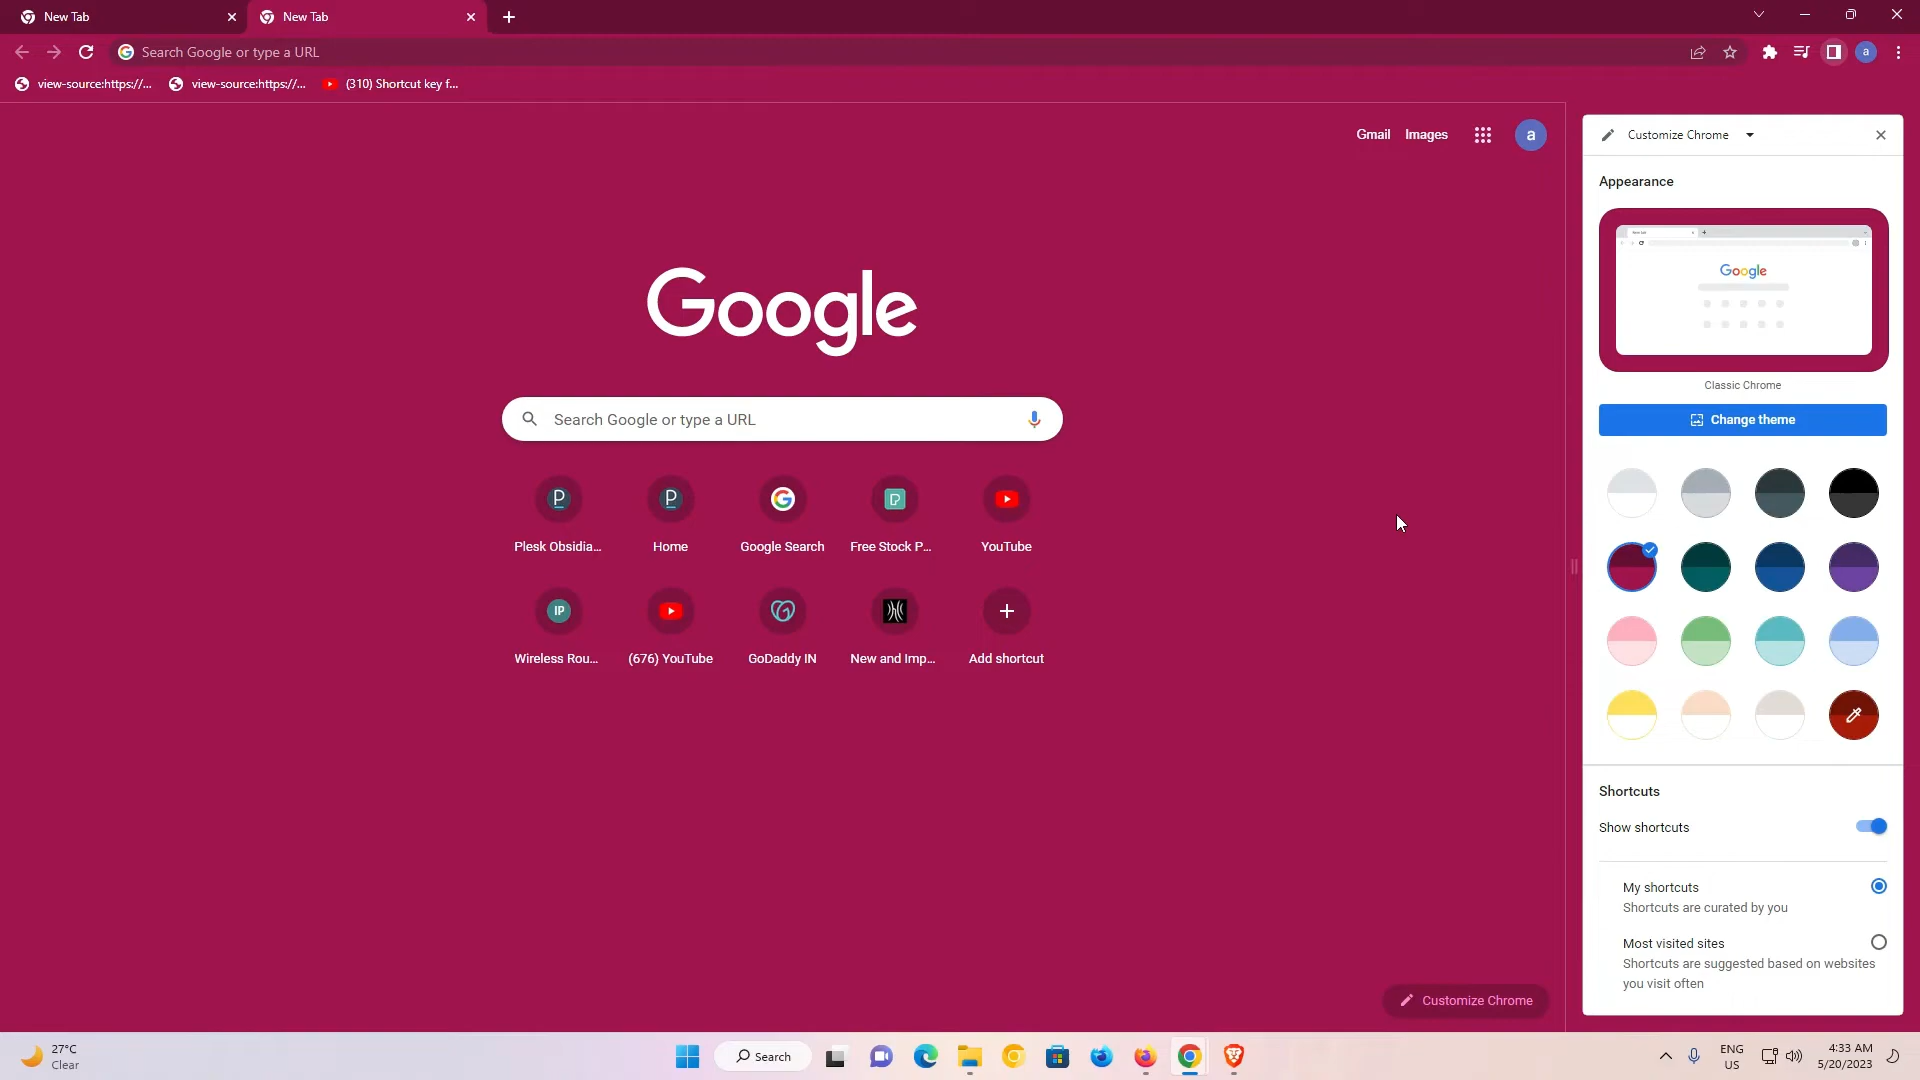 New Tab
New Tab
Search Google or type a URL
view-source:https://...
view-source:https://...
(310) Shortcut key f...
Gmail
Images
a
a
Google
Search Google or type a URL
Plesk Obsidia...
Home
Google Search
Free Stock P...
YouTube
IP
Wireless Rou...
(676) YouTube
GoDaddy IN
New and Imp...
Add shortcut
Customize Chrome
Customize Chrome
Appearance
New tab
Google
Classic Chrome
Change theme
Shortcuts
Show shortcuts
My shortcuts
Shortcuts are curated by you
Most visited sites
Shortcuts are suggested based on websites
you visit often
27°C
Clear
Search
ENG
US
4:33 AM
5/20/2023